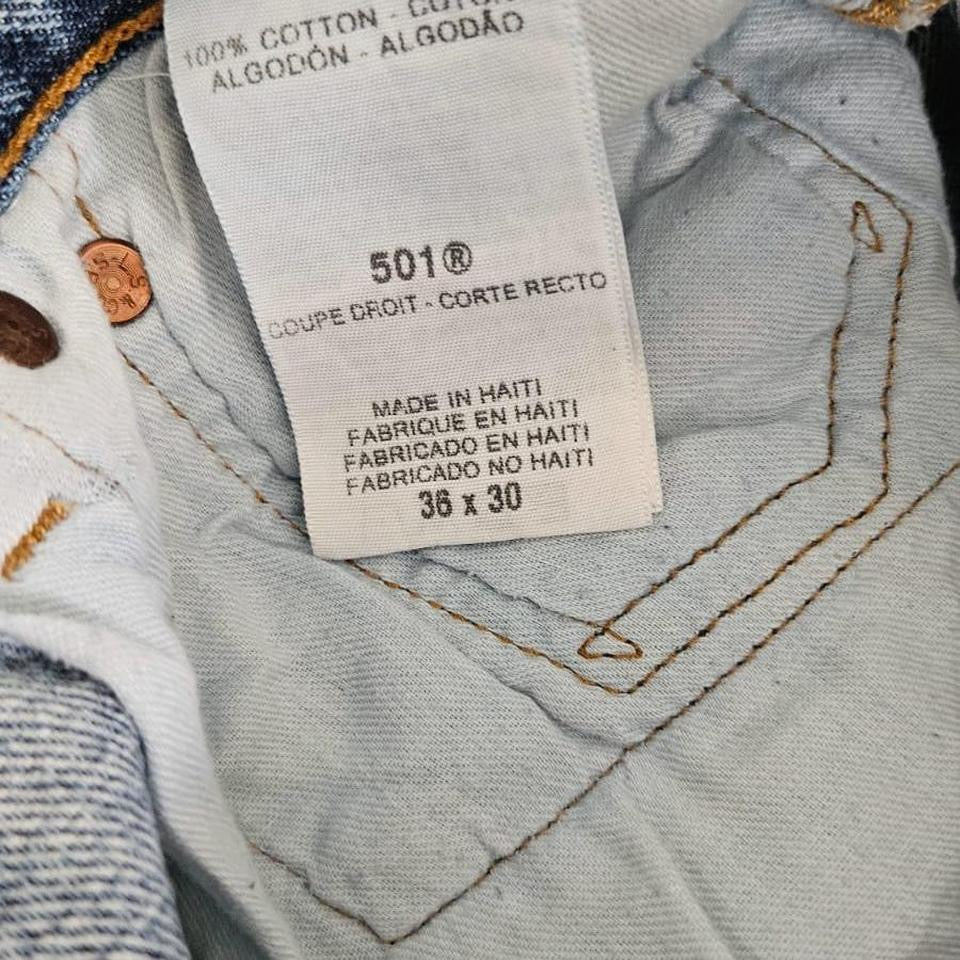 100% COTTON -
ALGODÓN - ALGODÃO
501®
COUPE DROIT - CORTE RECTO
MADE IN HAITI
FABRIQUE EN HAITI
FABRICADO EN HAITI
FABRICADO NO HAITI
36 x 30